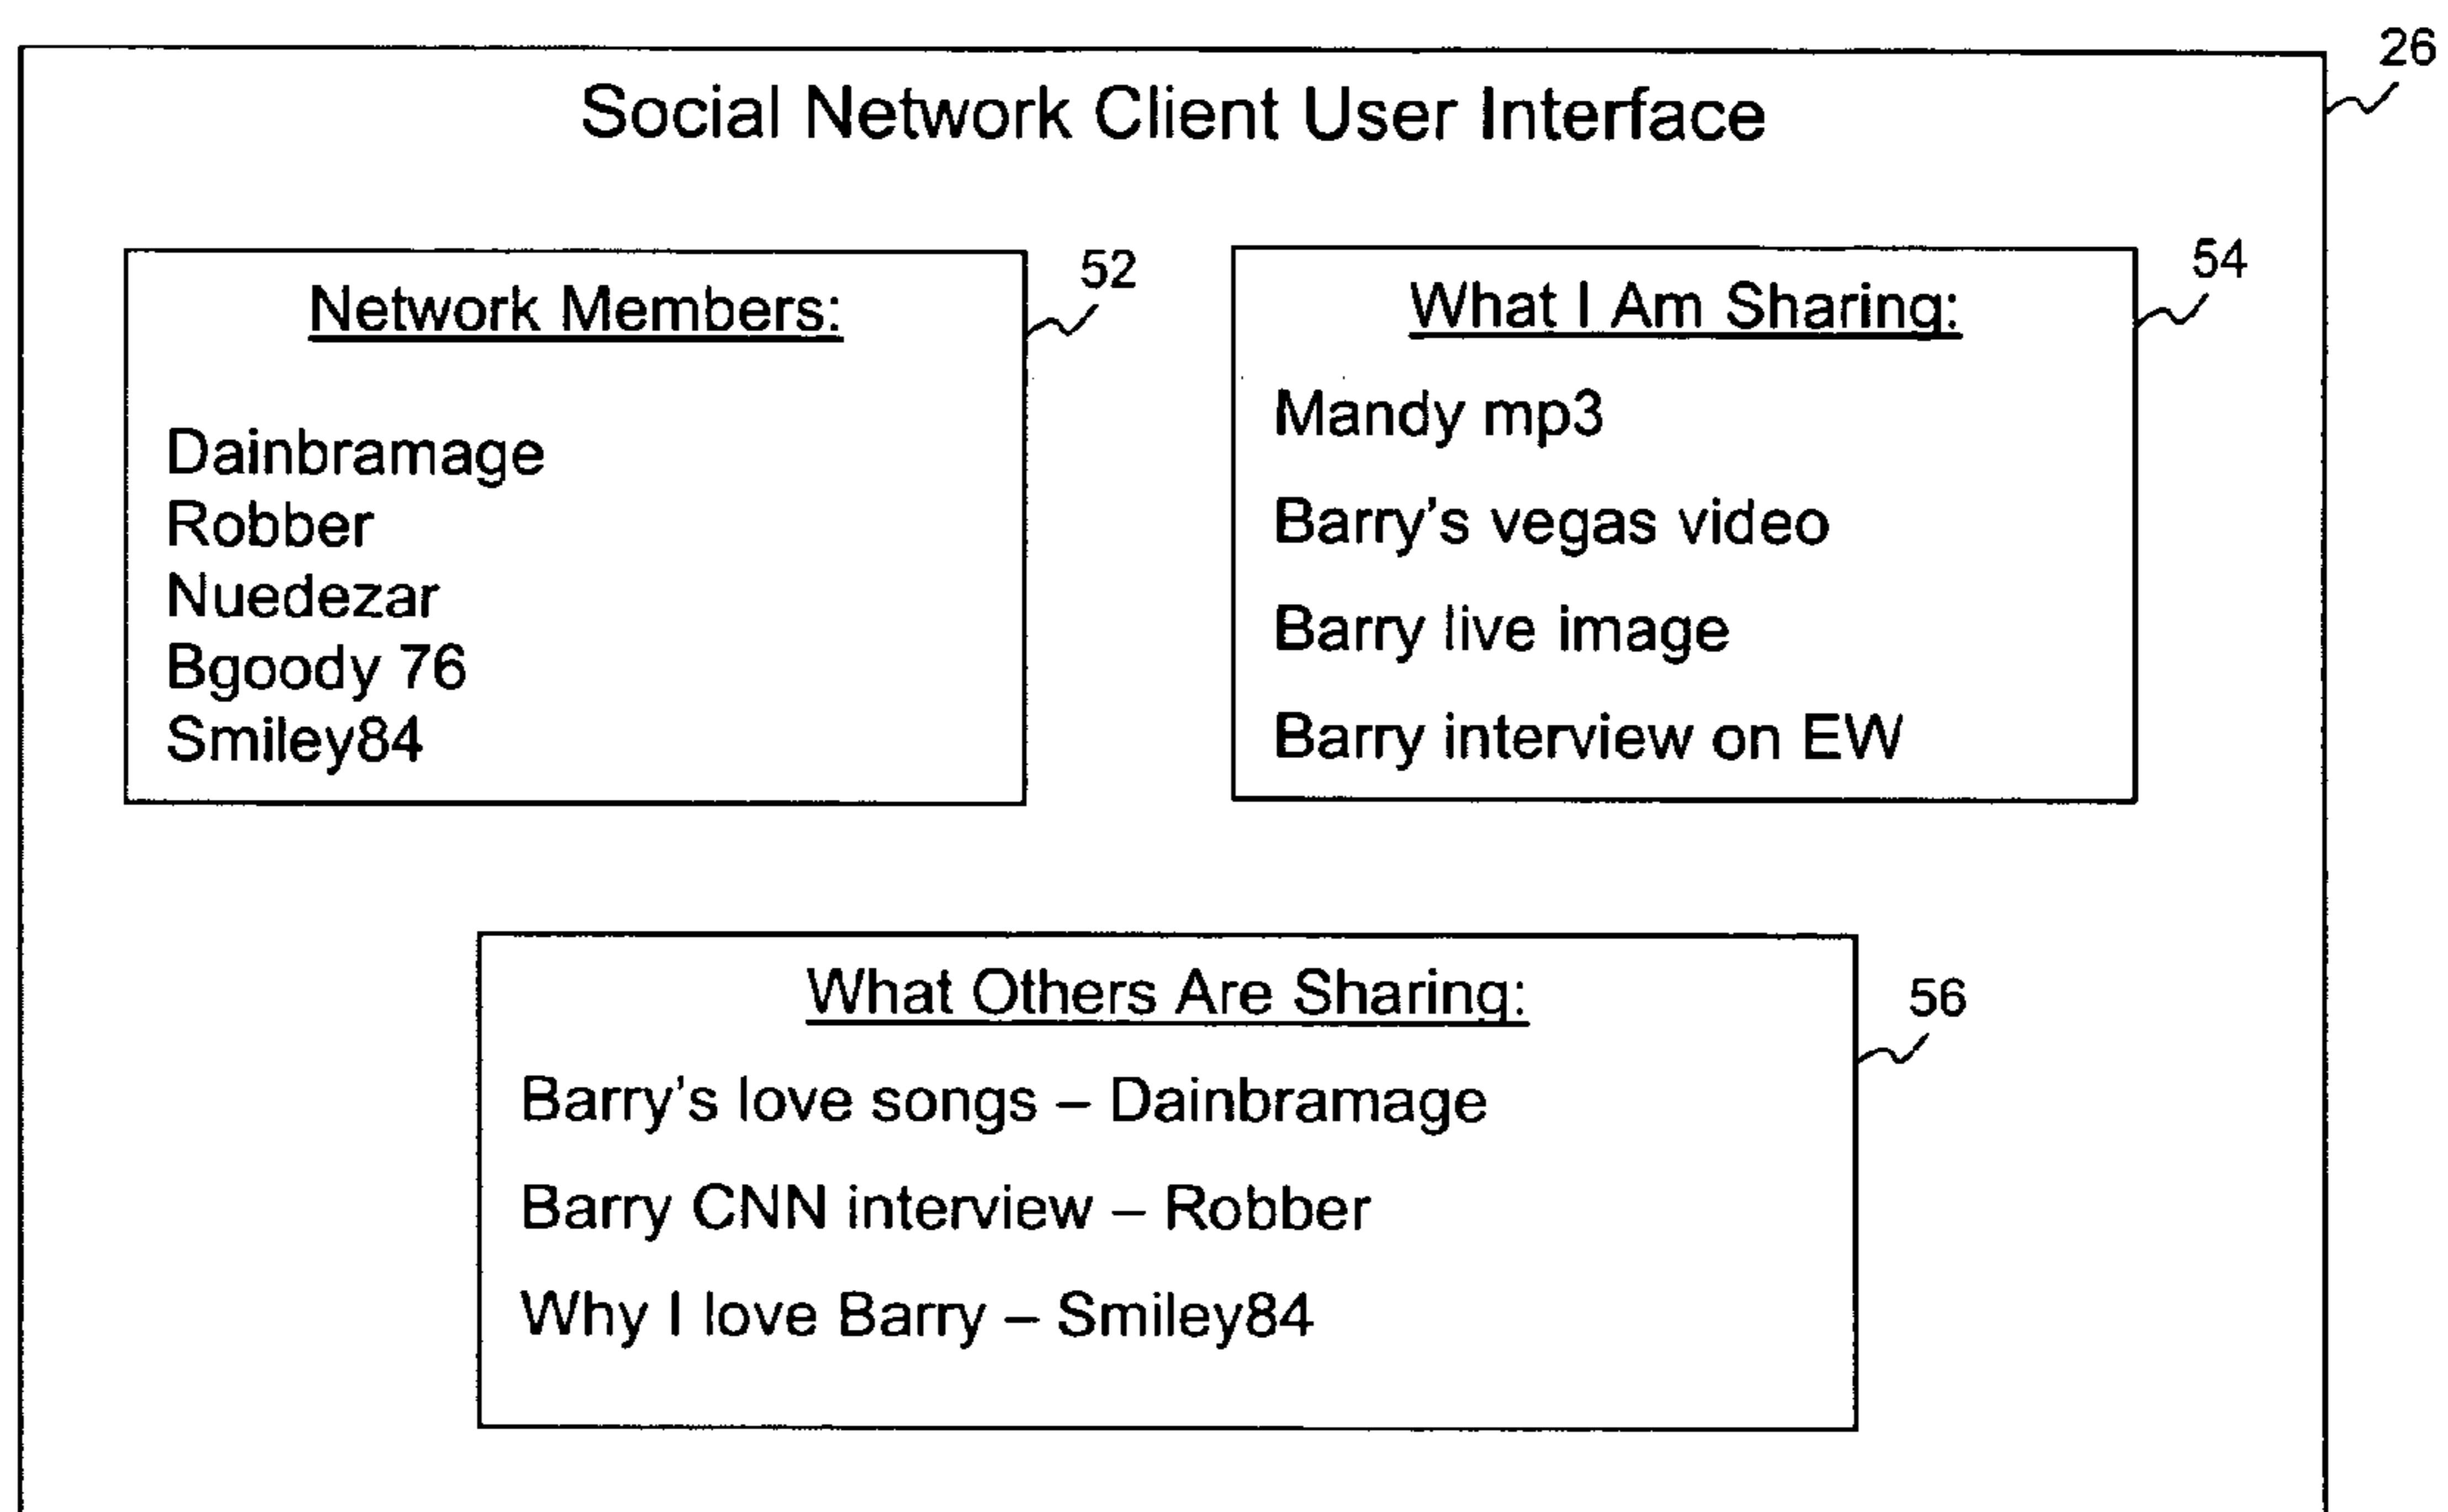 26
Social Network Client User Interface
52
Network Members:
Dainbramage
Robber
Nuedezar
Bgoody 76
Smiley84
54
What I Am Sharing:
Mandy mp3
Barry's vegas video
Barry live image
Barry interview on EW
56
What Others Are Sharing:
Barry's love songs – Dainbramage
Barry CNN interview – Robber
Why I love Barry – Smiley84